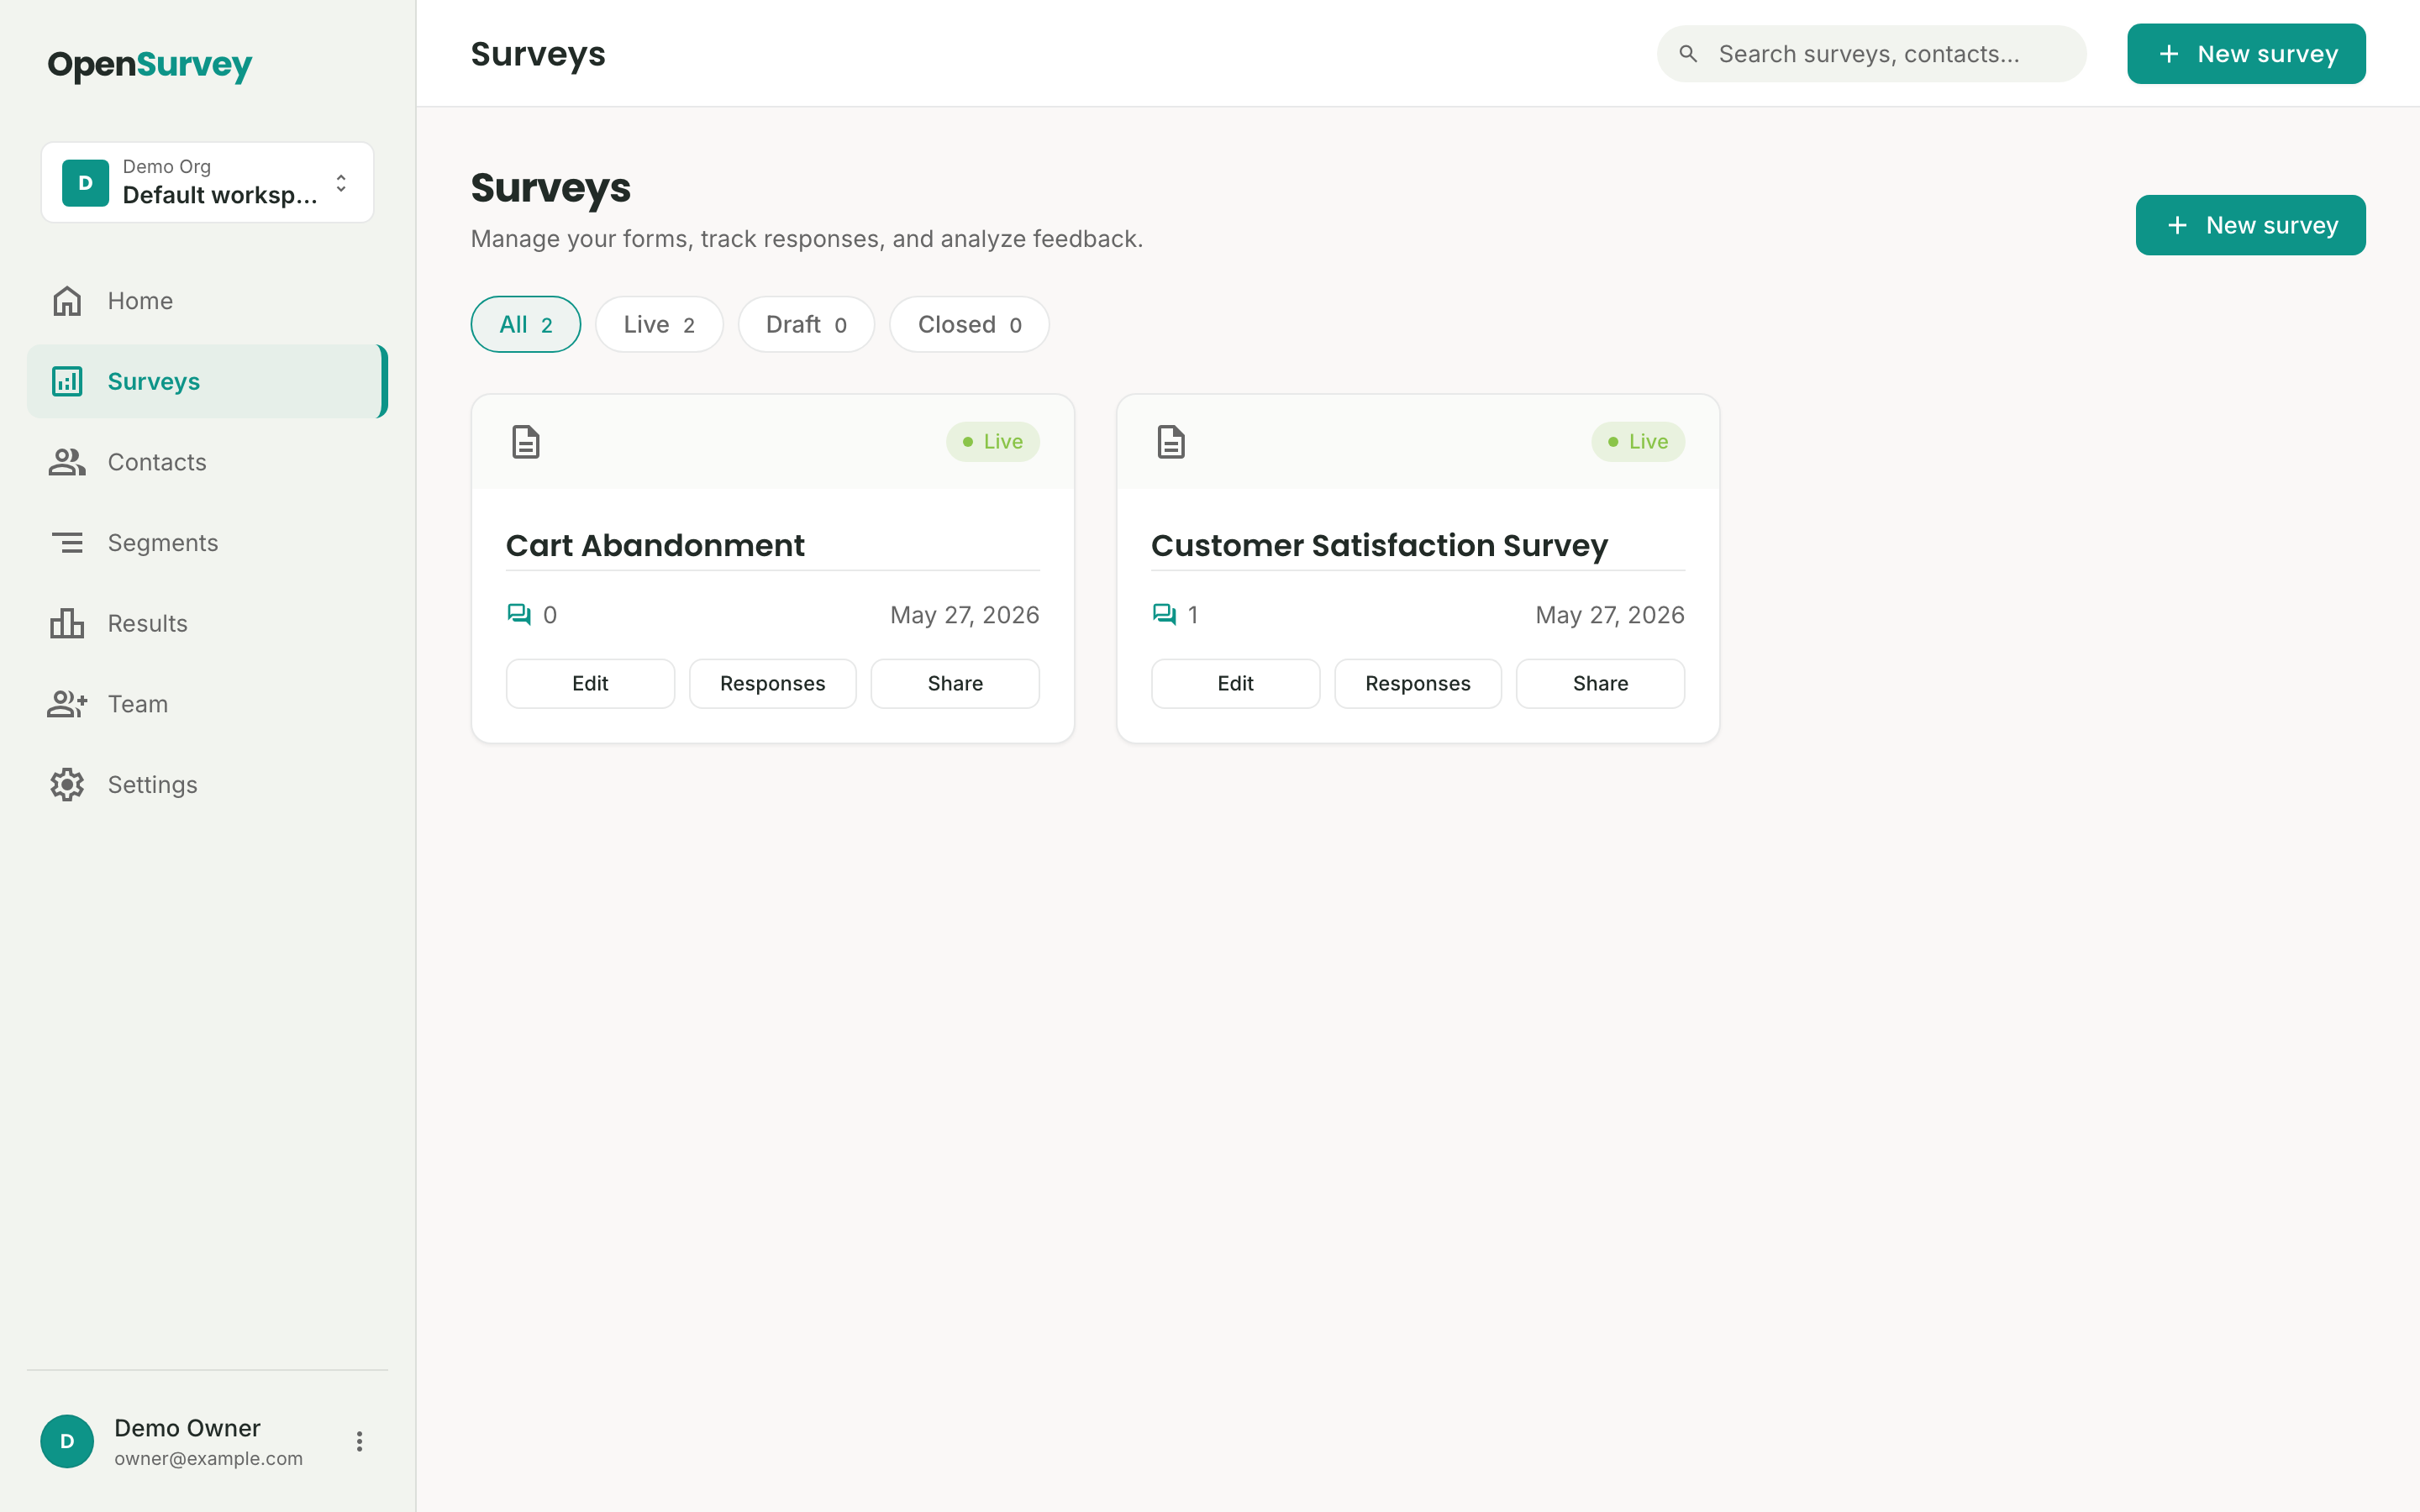 OpenSurvey
D
Demo Org
Default worksp...
Home
Surveys
Contacts
Segments
Results
Team
Settings
D
Demo Owner
owner@example.com
Surveys
Search surveys, contacts...
+ New survey
Surveys
Manage your forms, track responses, and analyze feedback.
+ New survey
All 2
Live 2
Draft 0
Closed 0
Live
Cart Abandonment
0
May 27, 2026
Edit
Responses
Share
Live
Customer Satisfaction Survey
1
May 27, 2026
Edit
Responses
Share